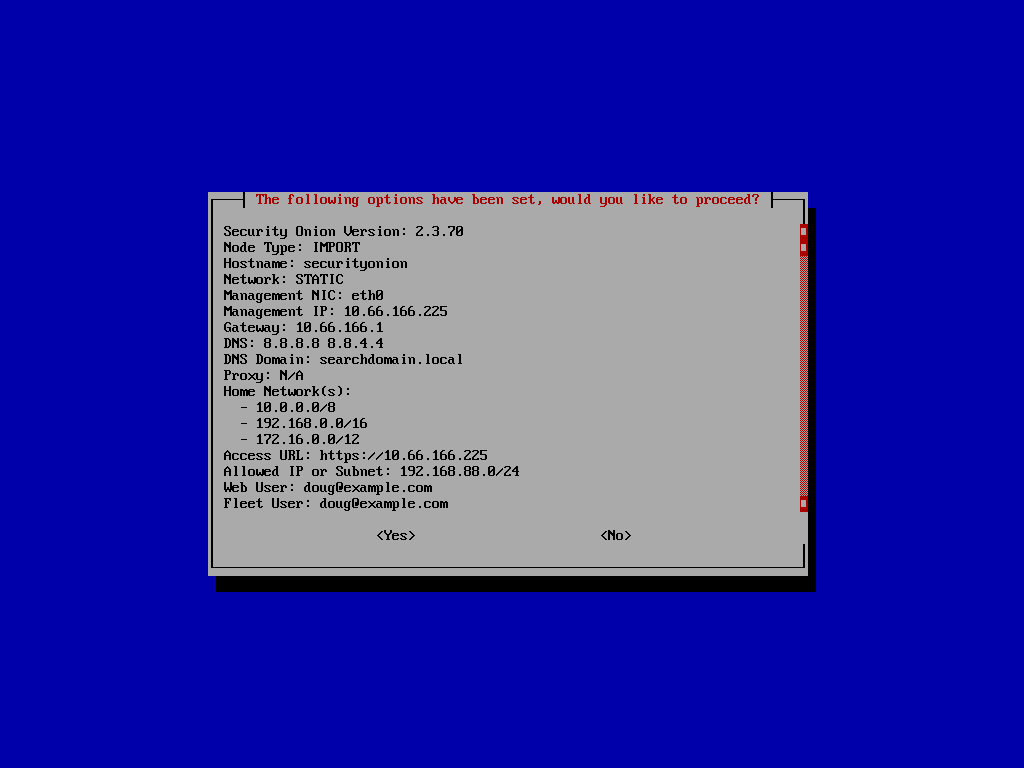 The following options have been set, would you like to proceed?
Security Onion Version: 2.3.70
Node Type: IMPORT
Hostname: securityonion
Network: STATIC
Management NIC: eth0
Management IP: 10.66.166.225
Gateway: 10.66.166.1
DNS: 8.8.8.8 8.8.4.4
DNS Domain: searchdomain.local
Proxy: N/A
Home Network(s):
- 10.0.0.0/8
- 192.168.0.0/16
- 172.16.0.0/12
Access URL: https://10.66.166.225
Allowed IP or Subnet: 192.168.88.0/24
Web User: doug@example.com
Fleet User: doug@example.com
<Yes> <No>